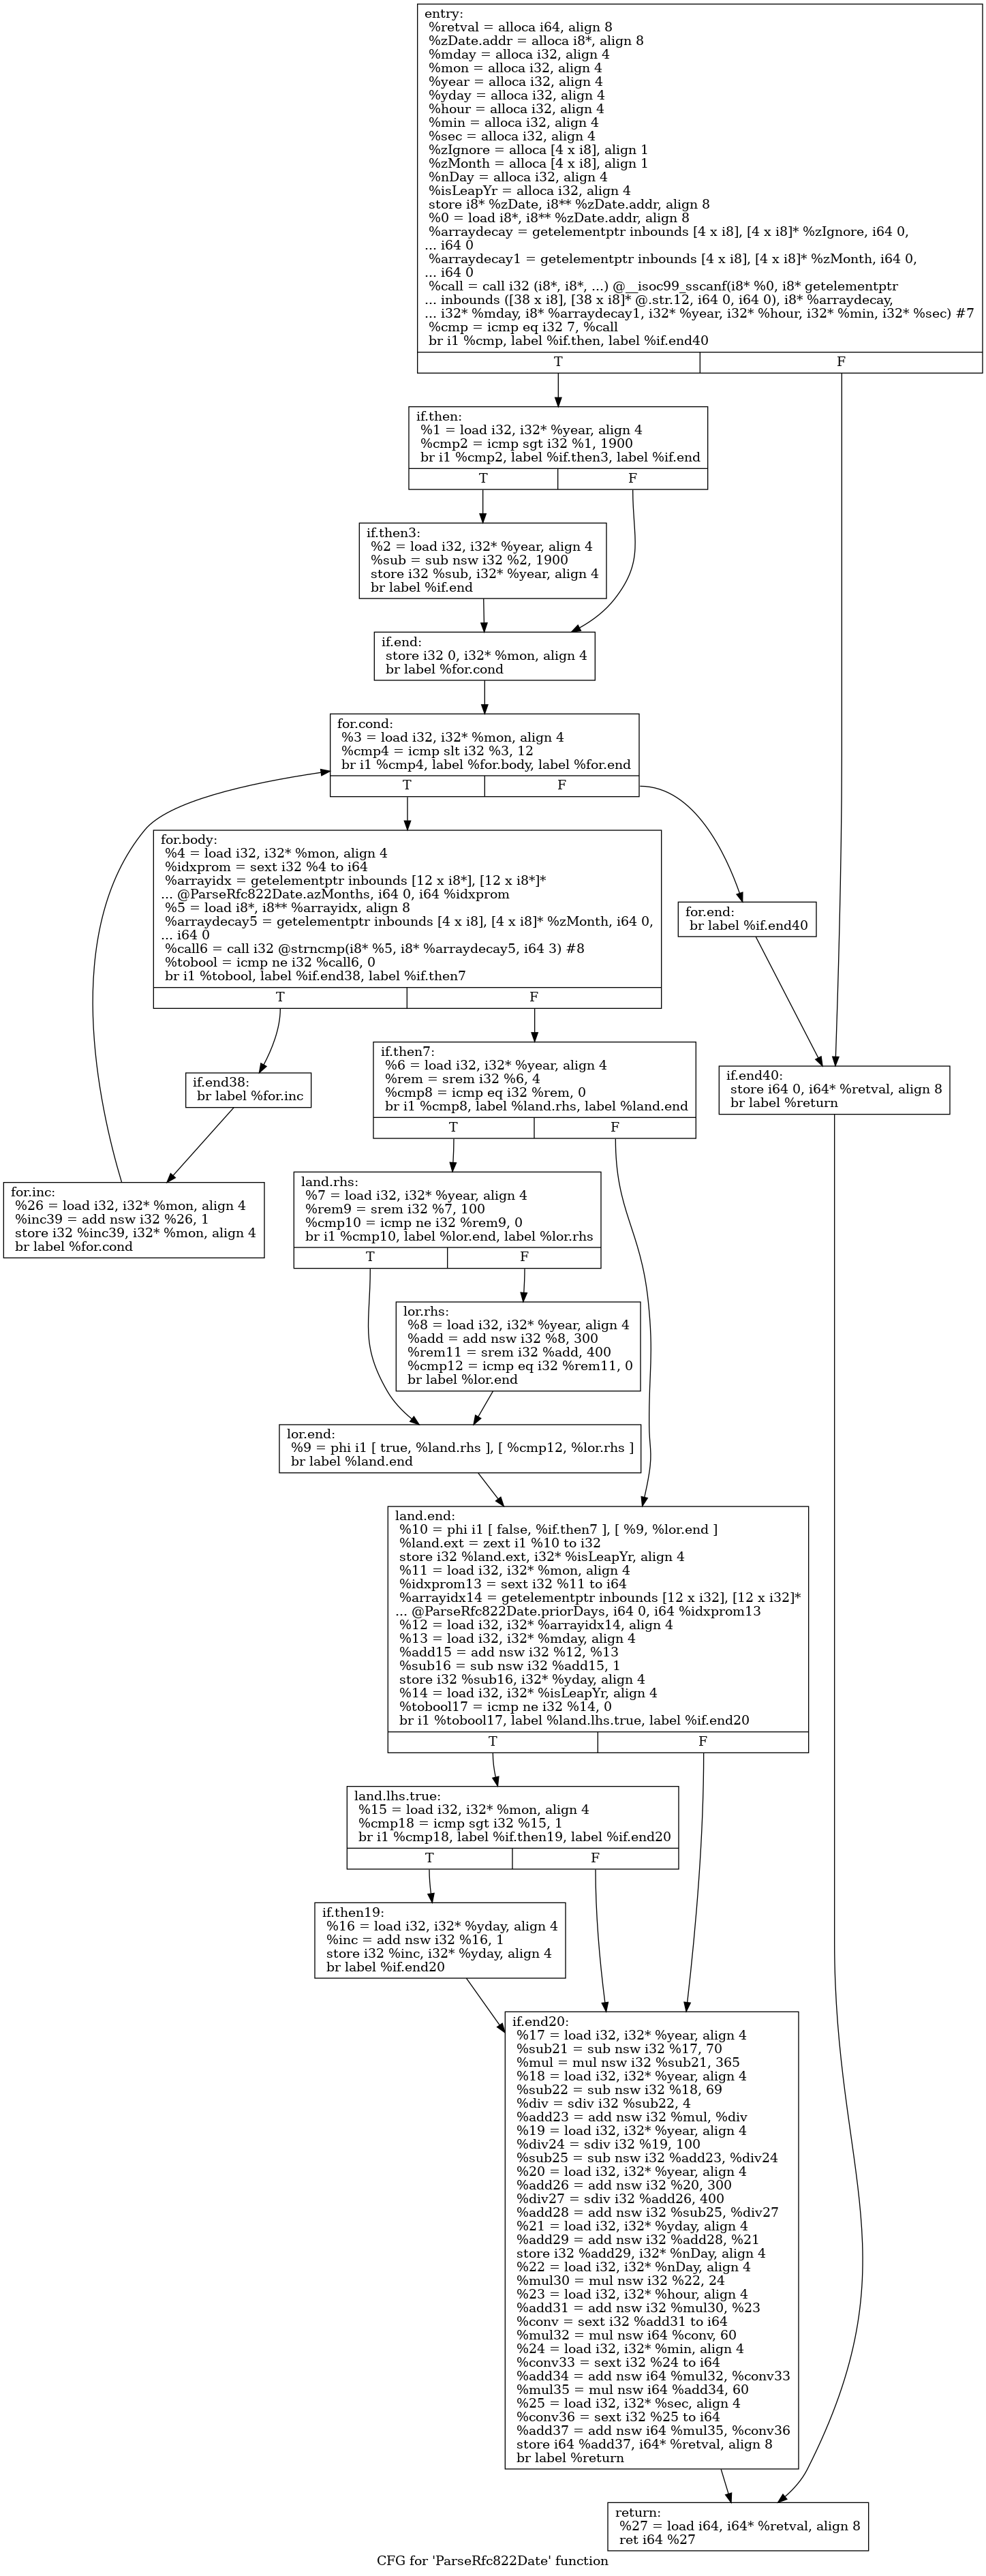 entry:
%retval = alloca i64, align 8
%zDate.addr = alloca i8*, align 8
%mday = alloca i32, align 4
%mon = alloca i32, align 4
%year = alloca i32, align 4
%yday = alloca i32, align 4
%hour = alloca i32, align 4
%min = alloca i32, align 4
%sec = alloca i32, align 4
%zIgnore = alloca [4 x i8], align 1
%zMonth = alloca [4 x i8], align 1
%nDay = alloca i32, align 4
%isLeapYr = alloca i32, align 4
store i8* %zDate, i8** %zDate.addr, align 8
%0 = load i8*, i8** %zDate.addr, align 8
%arraydecay = getelementptr inbounds [4 x i8], [4 x i8]* %zIgnore, i64 0,
... i64 0
%arraydecay1 = getelementptr inbounds [4 x i8], [4 x i8]* %zMonth, i64 0,
... i64 0
%call = call i32 (i8*, i8*, ...) @__isoc99_sscanf(i8* %0, i8* getelementptr
... inbounds ([38 x i8], [38 x i8]* @.str.12, i64 0, i64 0), i8* %arraydecay,
... i32* %mday, i8* %arraydecay1, i32* %year, i32* %hour, i32* %min, i32* %sec) #7
%cmp = icmp eq i32 7, %call
br i1 %cmp, label %if.then, label %if.end40
T F
if.then:
%1 = load i32, i32* %year, align 4
%cmp2 = icmp sgt i32 %1, 1900
br i1 %cmp2, label %if.then3, label %if.end
T F
if.then3:
%2 = load i32, i32* %year, align 4
%sub = sub nsw i32 %2, 1900
store i32 %sub, i32* %year, align 4
br label %if.end
if.end:
store i32 0, i32* %mon, align 4
br label %for.cond
for.cond:
%3 = load i32, i32* %mon, align 4
%cmp4 = icmp slt i32 %3, 12
br i1 %cmp4, label %for.body, label %for.end
T F
for.body:
%4 = load i32, i32* %mon, align 4
%idxprom = sext i32 %4 to i64
%arrayidx = getelementptr inbounds [12 x i8*], [12 x i8*]*
... @ParseRfc822Date.azMonths, i64 0, i64 %idxprom
%5 = load i8*, i8** %arrayidx, align 8
%arraydecay5 = getelementptr inbounds [4 x i8], [4 x i8]* %zMonth, i64 0,
... i64 0
%call6 = call i32 @strncmp(i8* %5, i8* %arraydecay5, i64 3) #8
%tobool = icmp ne i32 %call6, 0
br i1 %tobool, label %if.end38, label %if.then7
T F
for.end:
br label %if.end40
if.then7:
%6 = load i32, i32* %year, align 4
%rem = srem i32 %6, 4
%cmp8 = icmp eq i32 %rem, 0
br i1 %cmp8, label %land.rhs, label %land.end
T F
if.end38:
br label %for.inc
if.end40:
store i64 0, i64* %retval, align 8
br label %return
for.inc:
%26 = load i32, i32* %mon, align 4
%inc39 = add nsw i32 %26, 1
store i32 %inc39, i32* %mon, align 4
br label %for.cond
land.rhs:
%7 = load i32, i32* %year, align 4
%rem9 = srem i32 %7, 100
%cmp10 = icmp ne i32 %rem9, 0
br i1 %cmp10, label %lor.end, label %lor.rhs
T F
lor.rhs:
%8 = load i32, i32* %year, align 4
%add = add nsw i32 %8, 300
%rem11 = srem i32 %add, 400
%cmp12 = icmp eq i32 %rem11, 0
br label %lor.end
lor.end:
%9 = phi i1 [ true, %land.rhs ], [ %cmp12, %lor.rhs ]
br label %land.end
land.end:
%10 = phi i1 [ false, %if.then7 ], [ %9, %lor.end ]
%land.ext = zext i1 %10 to i32
store i32 %land.ext, i32* %isLeapYr, align 4
%11 = load i32, i32* %mon, align 4
%idxprom13 = sext i32 %11 to i64
%arrayidx14 = getelementptr inbounds [12 x i32], [12 x i32]*
... @ParseRfc822Date.priorDays, i64 0, i64 %idxprom13
%12 = load i32, i32* %arrayidx14, align 4
%13 = load i32, i32* %mday, align 4
%add15 = add nsw i32 %12, %13
%sub16 = sub nsw i32 %add15, 1
store i32 %sub16, i32* %yday, align 4
%14 = load i32, i32* %isLeapYr, align 4
%tobool17 = icmp ne i32 %14, 0
br i1 %tobool17, label %land.lhs.true, label %if.end20
T F
land.lhs.true:
%15 = load i32, i32* %mon, align 4
%cmp18 = icmp sgt i32 %15, 1
br i1 %cmp18, label %if.then19, label %if.end20
T F
if.then19:
%16 = load i32, i32* %yday, align 4
%inc = add nsw i32 %16, 1
store i32 %inc, i32* %yday, align 4
br label %if.end20
if.end20:
%17 = load i32, i32* %year, align 4
%sub21 = sub nsw i32 %17, 70
%mul = mul nsw i32 %sub21, 365
%18 = load i32, i32* %year, align 4
%sub22 = sub nsw i32 %18, 69
%div = sdiv i32 %sub22, 4
%add23 = add nsw i32 %mul, %div
%19 = load i32, i32* %year, align 4
%div24 = sdiv i32 %19, 100
%sub25 = sub nsw i32 %add23, %div24
%20 = load i32, i32* %year, align 4
%add26 = add nsw i32 %20, 300
%div27 = sdiv i32 %add26, 400
%add28 = add nsw i32 %sub25, %div27
%21 = load i32, i32* %yday, align 4
%add29 = add nsw i32 %add28, %21
store i32 %add29, i32* %nDay, align 4
%22 = load i32, i32* %nDay, align 4
%mul30 = mul nsw i32 %22, 24
%23 = load i32, i32* %hour, align 4
%add31 = add nsw i32 %mul30, %23
%conv = sext i32 %add31 to i64
%mul32 = mul nsw i64 %conv, 60
%24 = load i32, i32* %min, align 4
%conv33 = sext i32 %24 to i64
%add34 = add nsw i64 %mul32, %conv33
%mul35 = mul nsw i64 %add34, 60
%25 = load i32, i32* %sec, align 4
%conv36 = sext i32 %25 to i64
%add37 = add nsw i64 %mul35, %conv36
store i64 %add37, i64* %retval, align 8
br label %return
return:
%27 = load i64, i64* %retval, align 8
ret i64 %27
CFG for 'ParseRfc822Date' function